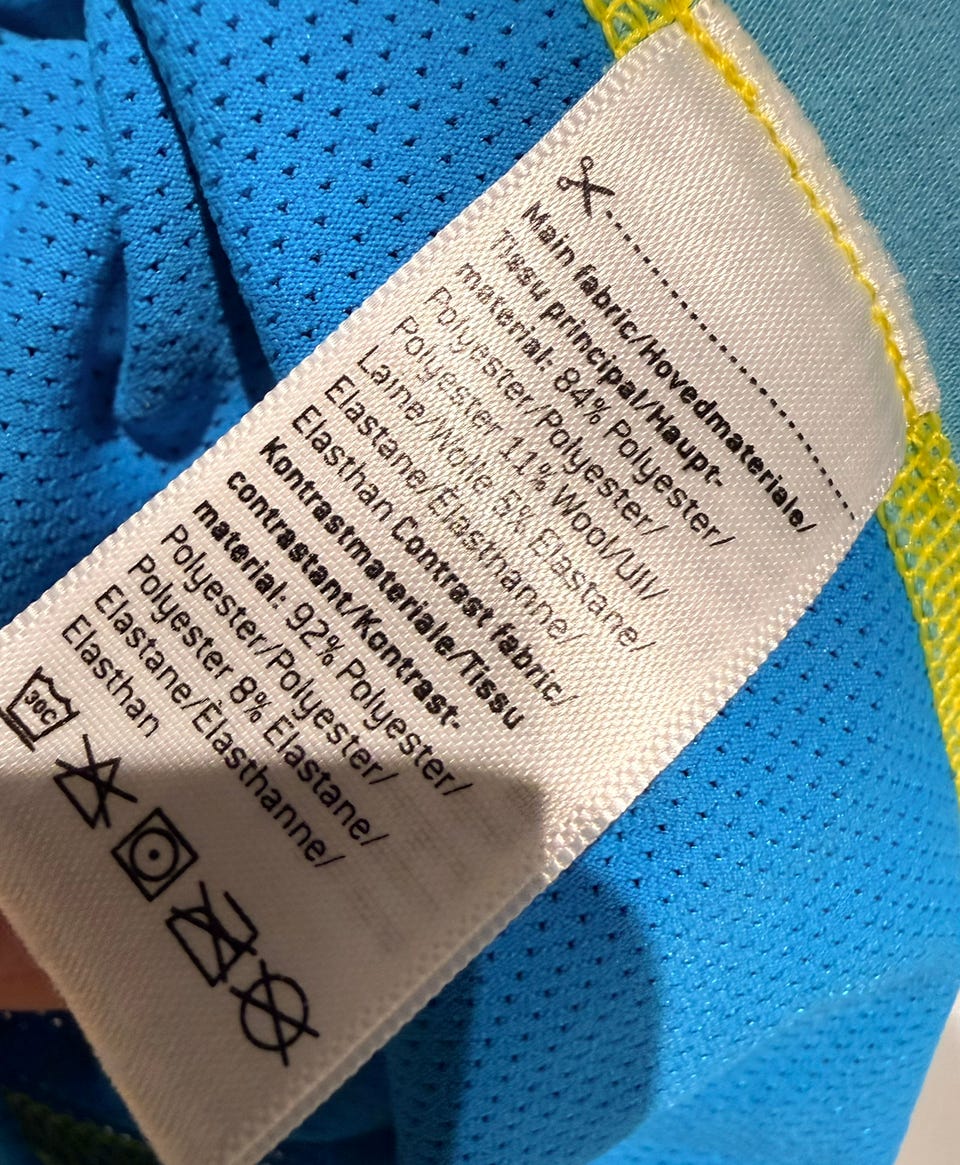 Main fabric/Hovedmateriale/
Tissu principal/Haupt-
material: 84% Polyester/
Polyester/Polyester/
Polyester 11% Wool/Ull/
Laine/Wolle 5% Elastane/
Elastane/Élasthanne/
Elasthan Contrast fabric/
Kontrastmateriale/Tissu
contrastant/Kontrast-
material: 92% Polyester/
Polyester/Polyester/
Polyester 8% Elastane/
Elastane/Élasthanne/
Elasthan
30C